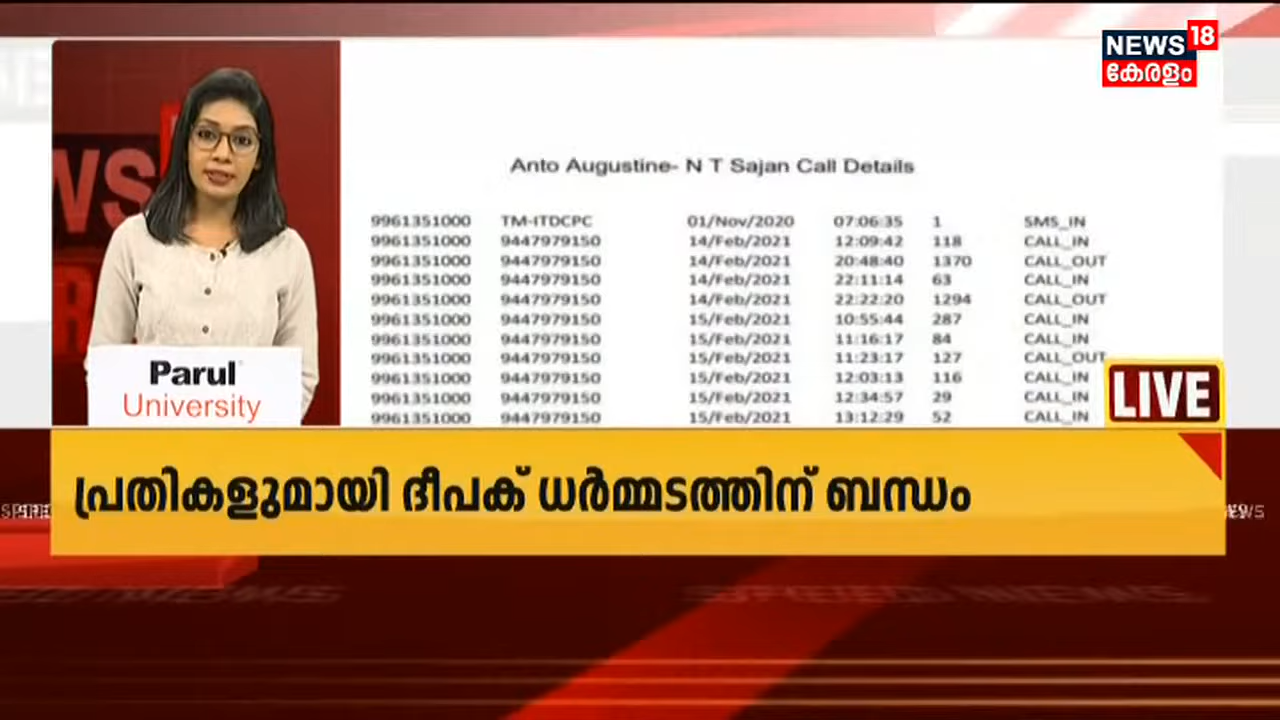 NEWS 18
കേരളം
Anto Augustine- N T Sajan Call Details
9961351000 TM-ITDCPC 01/Nov/2020 07:06:35 1 SMS_IN
9961351000 9447979150 14/Feb/2021 12:09:42 118 CALL_IN
9961351000 9447979150 14/Feb/2021 20:48:40 1370 CALL_OUT
9961351000 9447979150 14/Feb/2021 22:11:14 63 CALL_IN
9961351000 9447979150 14/Feb/2021 22:22:20 1294 CALL_OUT
9961351000 9447979150 15/Feb/2021 10:55:44 287 CALL_IN
9961351000 9447979150 15/Feb/2021 11:16:17 84 CALL_IN
9961351000 9447979150 15/Feb/2021 11:23:17 127 CALL_OUT
9961351000 9447979150 15/Feb/2021 12:03:13 116 CALL_IN
9961351000 9447979150 15/Feb/2021 12:34:57 29 CALL_IN
9961351000 9447979150 15/Feb/2021 13:12:29 52 CALL_IN
Parul
University
LIVE
പ്രതികളുമായി ദീപക് ധർമ്മടത്തിന് ബന്ധം